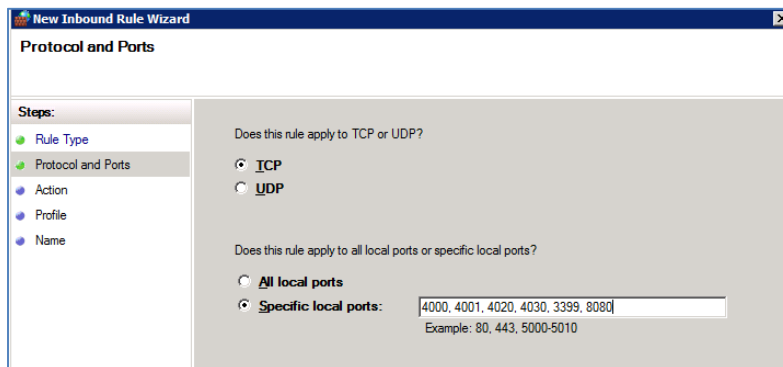 New Inbound Rule Wizard
Protocol and Ports
Steps:
Rule Type
Protocol and Ports
Action
Profile
Name
Does this rule apply to TCP or UDP?
TCP
UDP
Does this rule apply to all local ports or specific local ports?
All local ports
Specific local ports: 4000, 4001, 4020, 4030, 3399, 8080
Example: 80, 443, 5000-5010